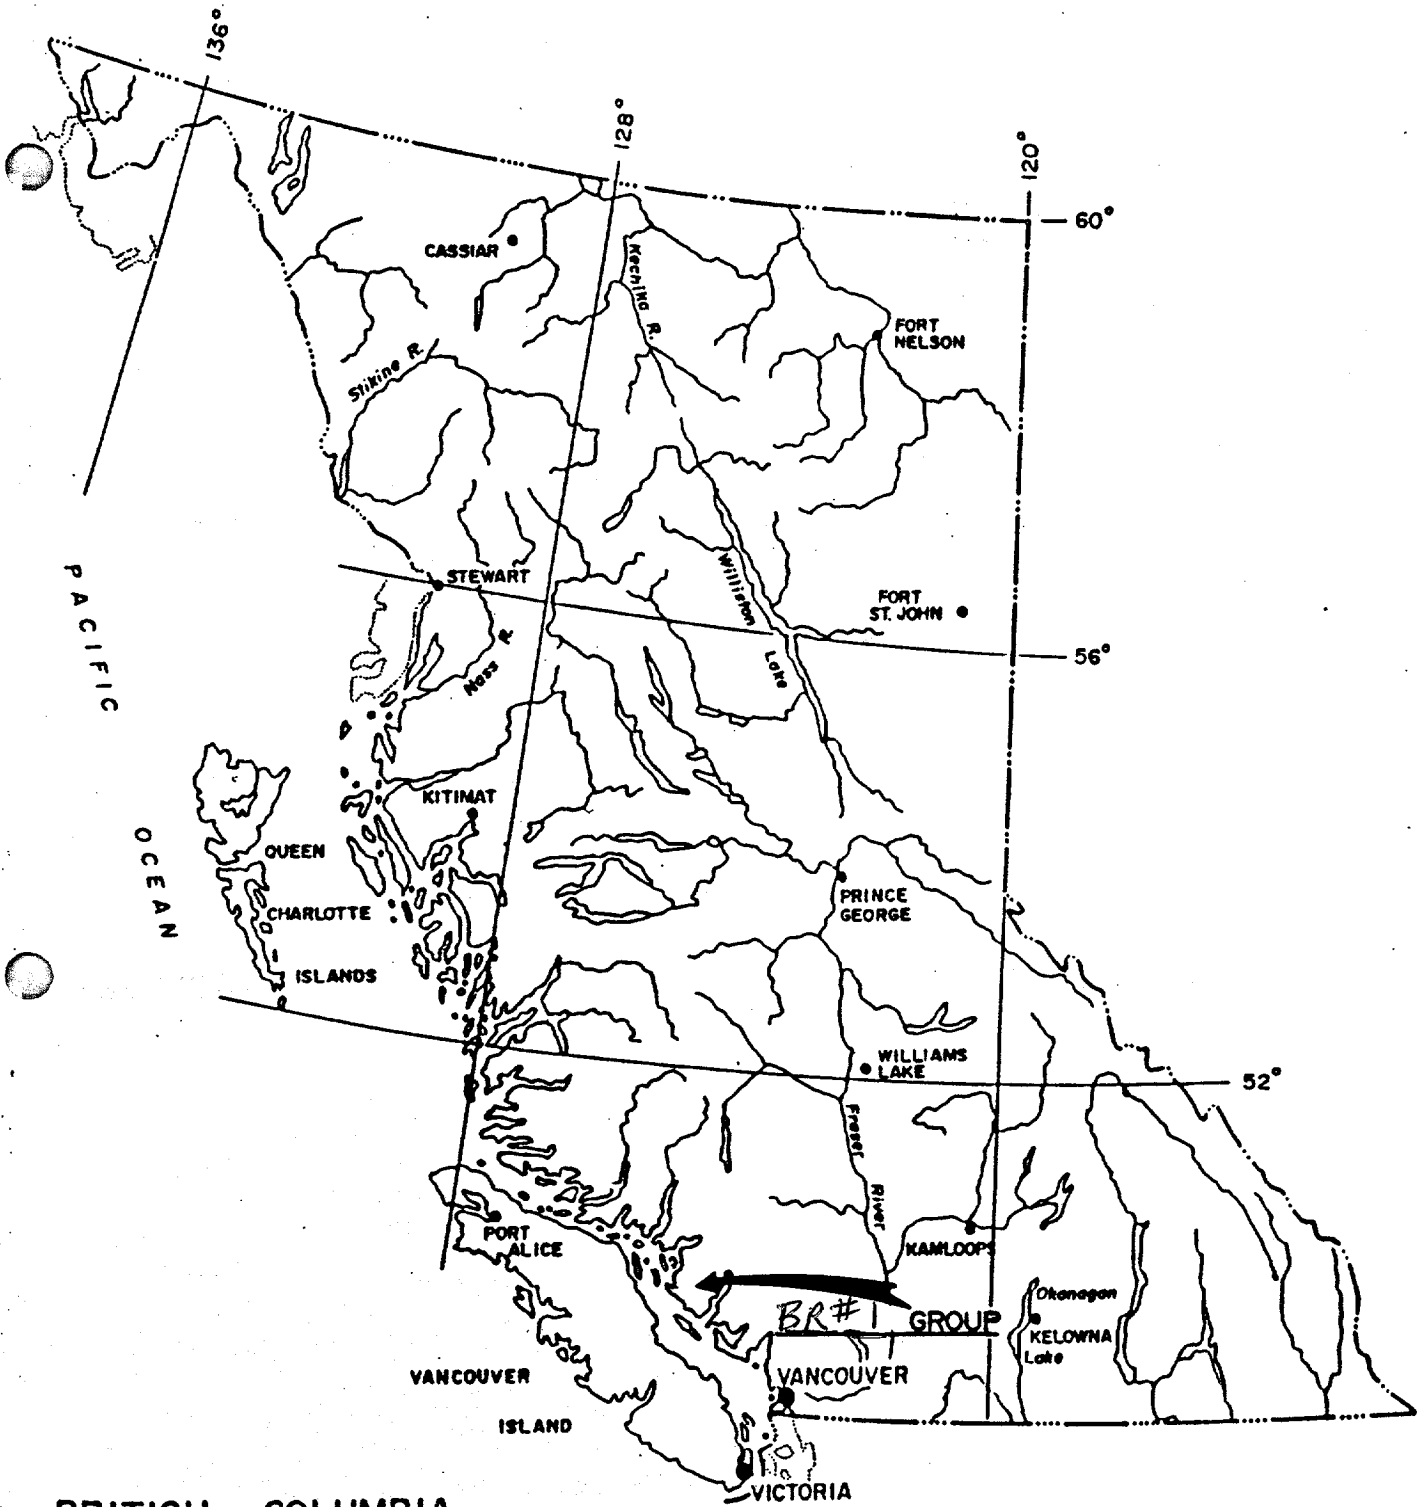 136°
128°
120°
60°
CASSIAR
Kechika R.
FORT
NELSON
Stikine R.
STEWART
FORT
ST. JOHN
Williston
Lake
56°
Nass R.
PACIFIC
OCEAN
KITIMAT
QUEEN
CHARLOTTE
ISLANDS
PRINCE
GEORGE
WILLIAMS
LAKE
52°
Fraser
River
PORT
ALICE
KAMLOOPS
BR#1 GROUP
Okanagan
KELOWNA
Lake
VANCOUVER
VANCOUVER
ISLAND
VICTORIA
BRITISH COLUMBIA